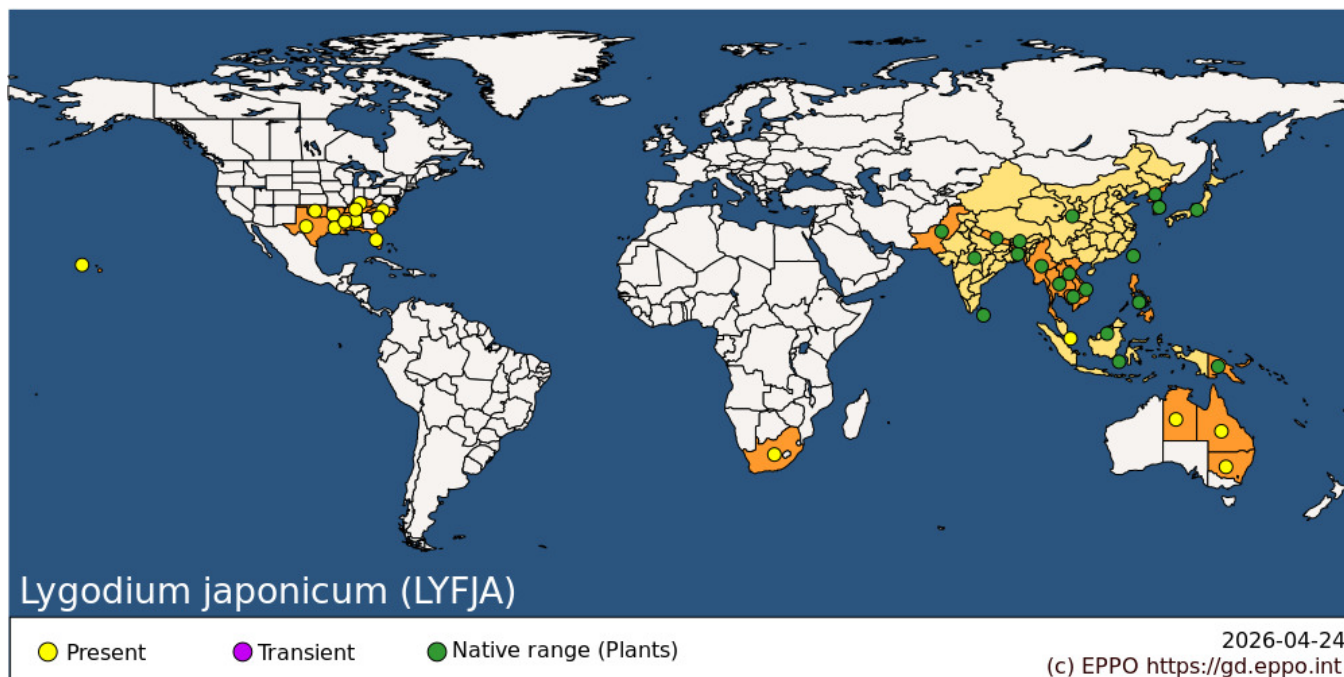 Lygodium japonicum (LYFJA)
Present
Transient
Native range (Plants)
2026-04-24
(c) EPPO https://gd.eppo.int